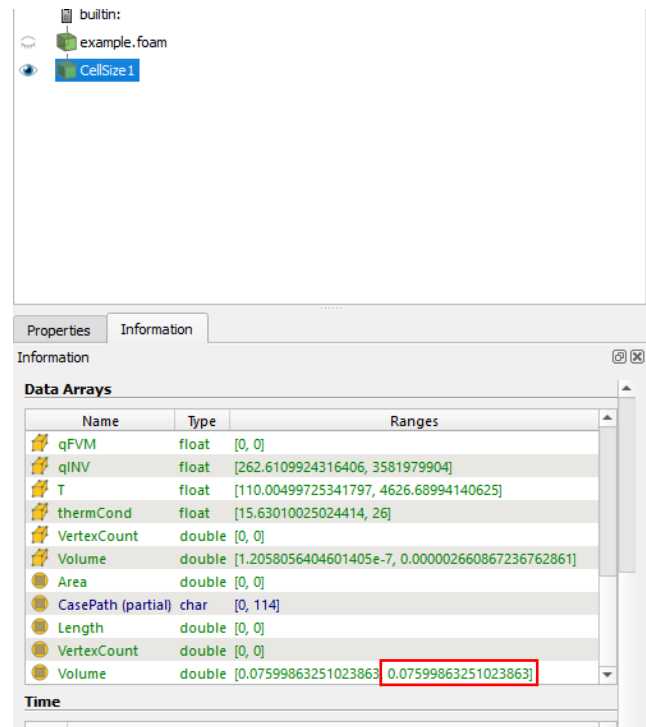 builtin:
example.foam
CellSize1
Properties Information
Information
Data Arrays
Name Type Ranges
qFVM float [0, 0]
qINV float [262.6109924316406, 3581979904]
T float [110.00499725341797, 4626.68994140625]
thermCond float [15.63010025024414, 26]
VertexCount double [0, 0]
Volume double [1.2058056404601405e-7, 0.000002660867236762861]
Area double [0, 0]
CasePath (partial) char [0, 114]
Length double [0, 0]
VertexCount double [0, 0]
Volume double [0.07599863251023863, 0.07599863251023863]
Time